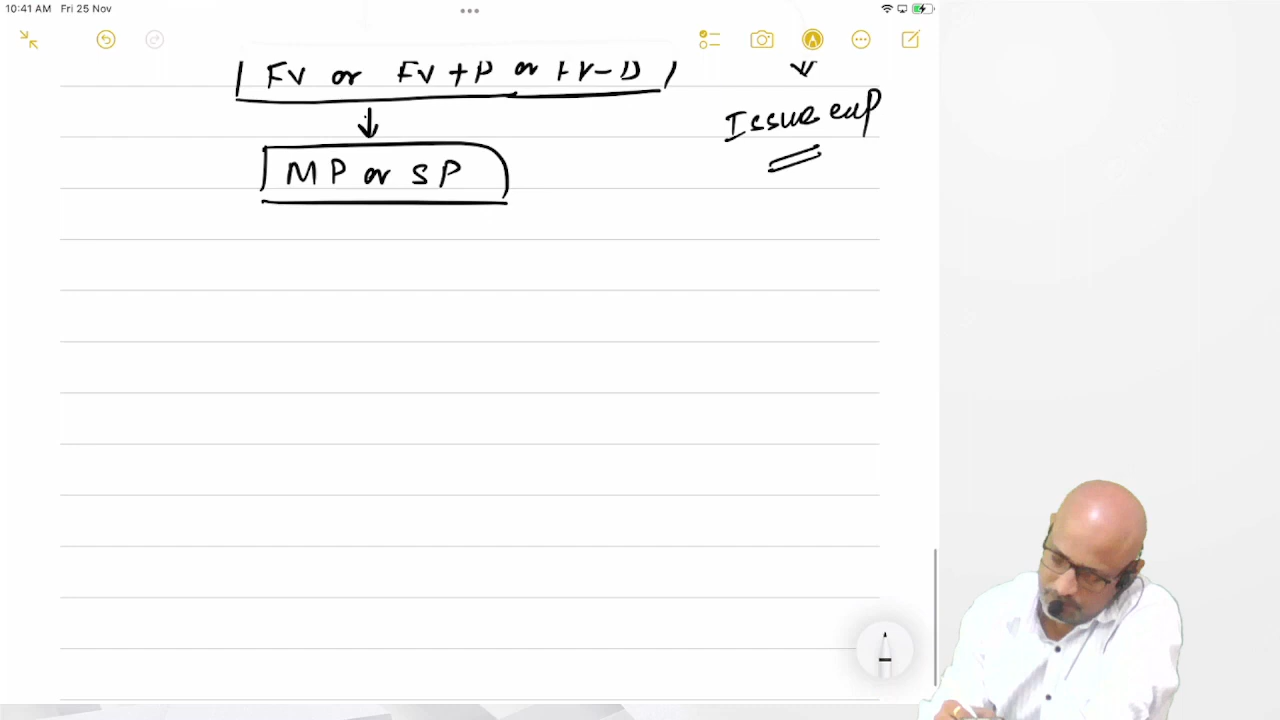 10:41 AM Fri 25 Nov
FV or FV + P or FV - D
Issue exp
MP or SP